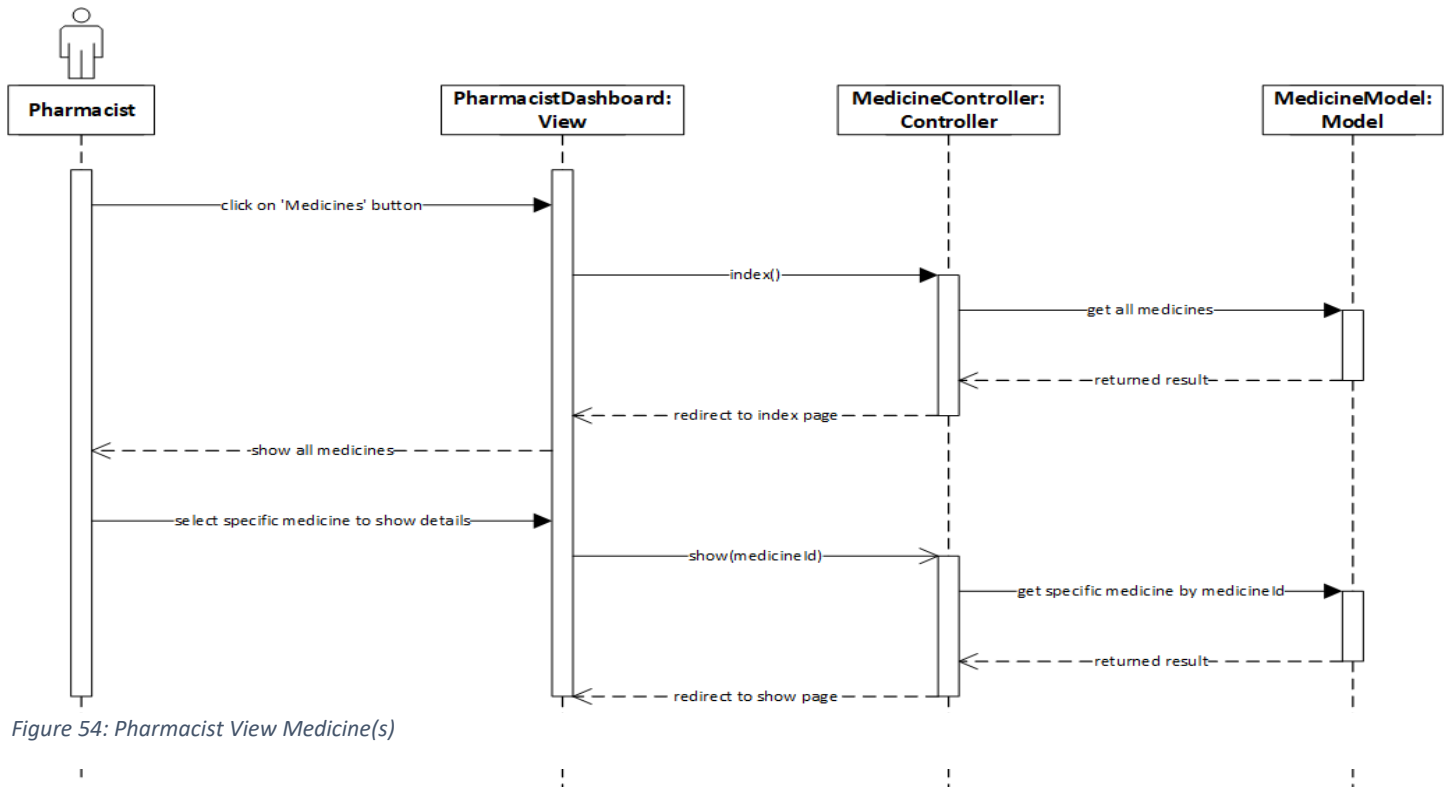 Pharmacist
PharmacistDashboard:
View
MedicineController:
Controller
MedicineModel:
Model
click on 'Medicines' button
index()
get all medicines
returned result
redirect to index page
show all medicines
select specific medicine to show details
show(medicineId)
get specific medicine by medicineId
returned result
redirect to show page
Figure 54: Pharmacist View Medicine(s)